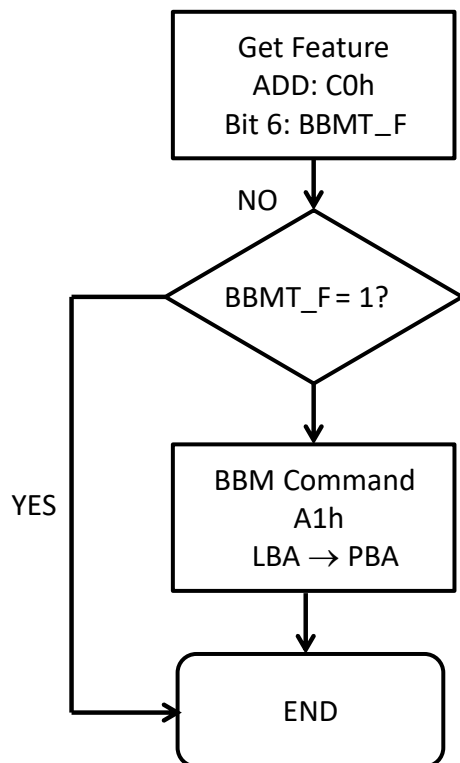 Get Feature
ADD: C0h
Bit 6: BBMT_F
NO
BBMT_F = 1?
BBM Command
A1h
LBA → PBA
YES
END